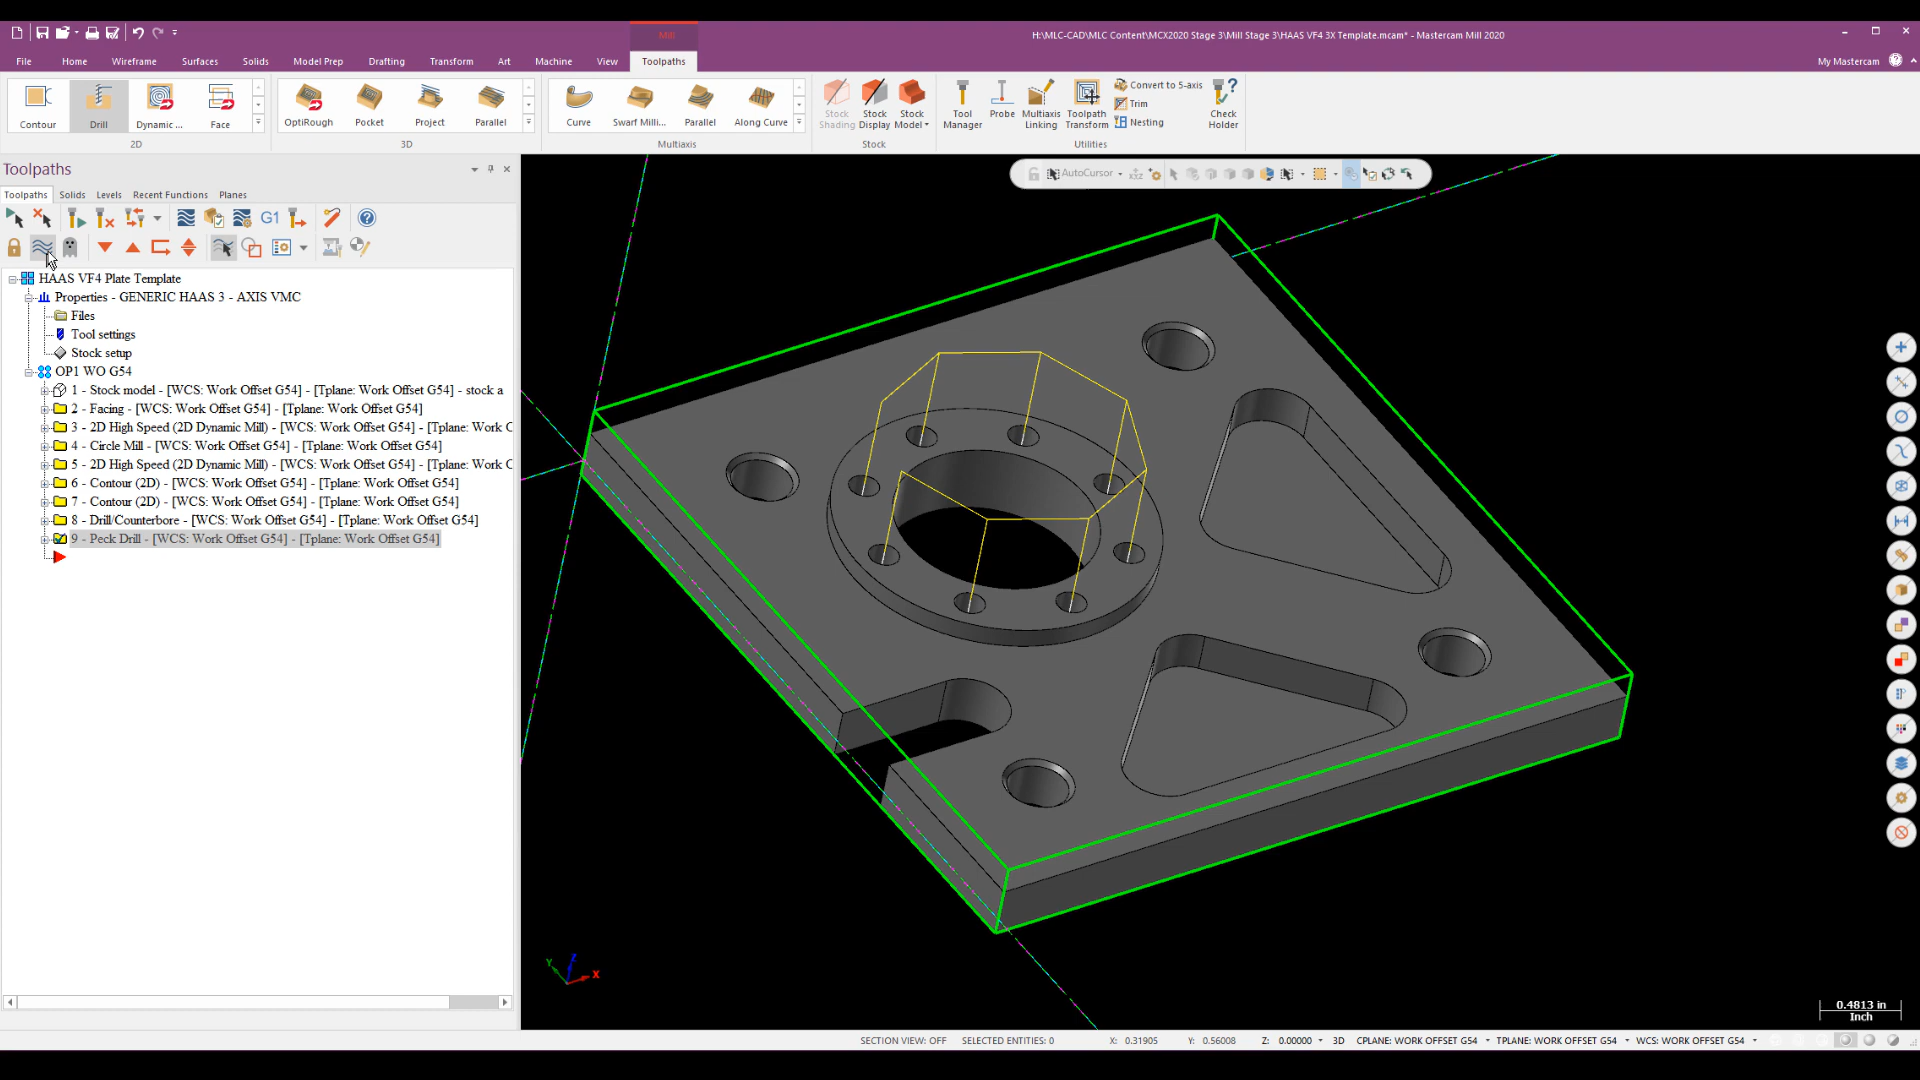 Mill
H:\MLC-CAD\MLC Content\MCX2020 Stage 3\Mill Stage 3\HAAS VF4 3X Template.mcam* - Mastercam Mill 2020
File Home Wireframe Surfaces Solids Model Prep Drafting Transform Art Machine View Toolpaths My Mastercam
Contour Drill Dynamic ... Face
2D
OptiRough Pocket Project Parallel
3D
Curve Swarf Milli... Parallel Along Curve
Multiaxis
Stock Shading Stock Display Stock Model
Stock
Tool Manager Probe Multiaxis Linking Toolpath Transform Convert to 5-axis Trim Nesting Check Holder
Utilities
Toolpaths
Toolpaths Solids Levels Recent Functions Planes
G1
AutoCursor
HAAS VF4 Plate Template
Properties - GENERIC HAAS 3 - AXIS VMC
Files
Tool settings
Stock setup
OP1 WO G54
1 - Stock model - [WCS: Work Offset G54] - [Tplane: Work Offset G54] - stock a
2 - Facing - [WCS: Work Offset G54] - [Tplane: Work Offset G54]
3 - 2D High Speed (2D Dynamic Mill) - [WCS: Work Offset G54] - [Tplane: Work O
4 - Circle Mill - [WCS: Work Offset G54] - [Tplane: Work Offset G54]
5 - 2D High Speed (2D Dynamic Mill) - [WCS: Work Offset G54] - [Tplane: Work O
6 - Contour (2D) - [WCS: Work Offset G54] - [Tplane: Work Offset G54]
7 - Contour (2D) - [WCS: Work Offset G54] - [Tplane: Work Offset G54]
8 - Drill/Counterbore - [WCS: Work Offset G54] - [Tplane: Work Offset G54]
9 - Peck Drill - [WCS: Work Offset G54] - [Tplane: Work Offset G54]
Y Z X
0.4813 in
Inch
SECTION VIEW: OFF SELECTED ENTITIES: 0 X: 0.31905 Y: 0.56008 Z: 0.00000 3D CPLANE: WORK OFFSET G54 TPLANE: WORK OFFSET G54 WCS: WORK OFFSET G54